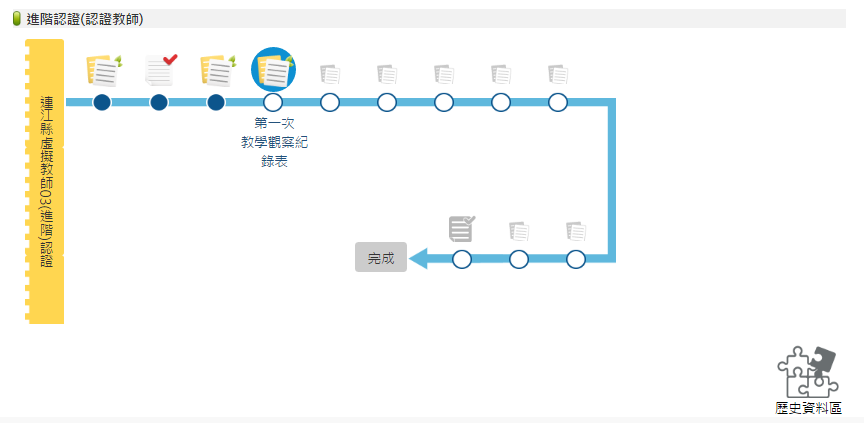 進階認證(認證教師)
連江縣虛擬教師03(進階)認證
第一次
教學觀察紀
錄表
完成
歷史資料區